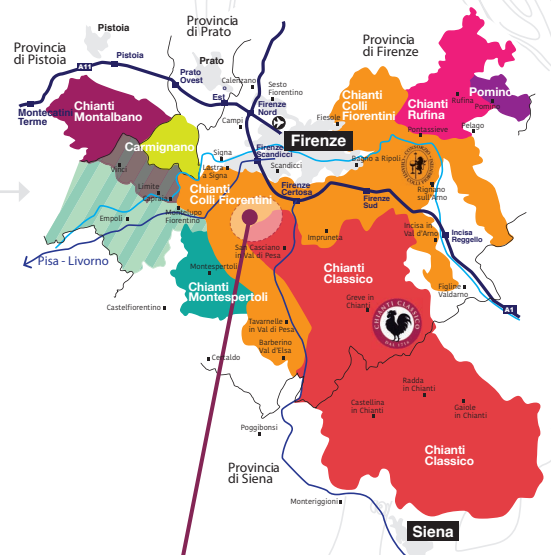 Pistoia
Provincia
di Prato
Provincia
di Pistoia
Provincia
di Firenze
A11
Pistoia
Prato
Prato
Ovest
Calenzano
Est
Sesto
Fiorentino
Firenze
Nord
Campi
Montecatini
Terme
Chianti
Montalbano
Carmignano
Chianti
Colli
Fiorentini
Fiesole
Chianti
Rufina
Rufina
Pomino
Pomino
Pelago
Pontassieve
Firenze
Firenze
Scandicci
Signa
Lastra
a Signa
Scandicci
Bagno a Ripoli
Vinci
Limite
Capraia
Montelupo
Fiorentino
Empoli
Chianti
Colli Fiorentini
Firenze
Certosa
Firenze
Sud
Rignano
sull'Arno
Incisa in
Val d'Arno
Incisa
Reggello
Impruneta
San Casciano
in Val di Pesa
Pisa - Livorno
Montespertoli
Chianti
Montespertoli
Chianti
Classico
Figline
Valdarno
A1
Greve in
Chianti
CHIANTI CLASSICO
DAL 1716
Castelfiorentino
Tavarnelle
in Val di Pesa
Barberino
Val d'Elsa
Certaldo
Radda
in Chianti
Castellina
in Chianti
Gaiole
in Chianti
Poggibonsi
Chianti
Classico
Provincia
di Siena
Monteriggioni
Siena